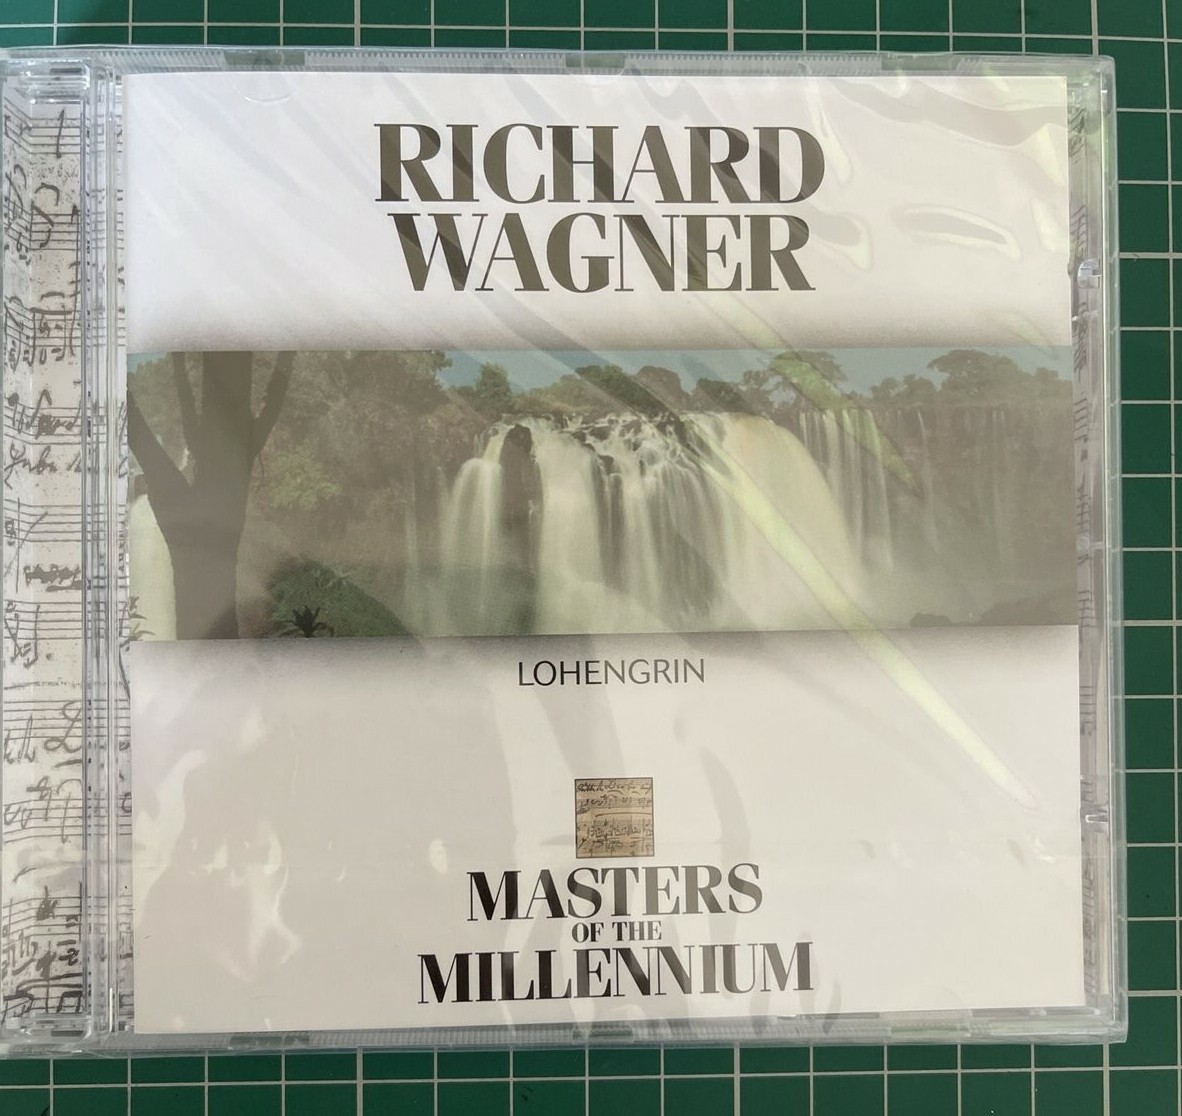 RICHARD
WAGNER
LOHENGRIN
MASTERS
OF THE
MILLENNIUM